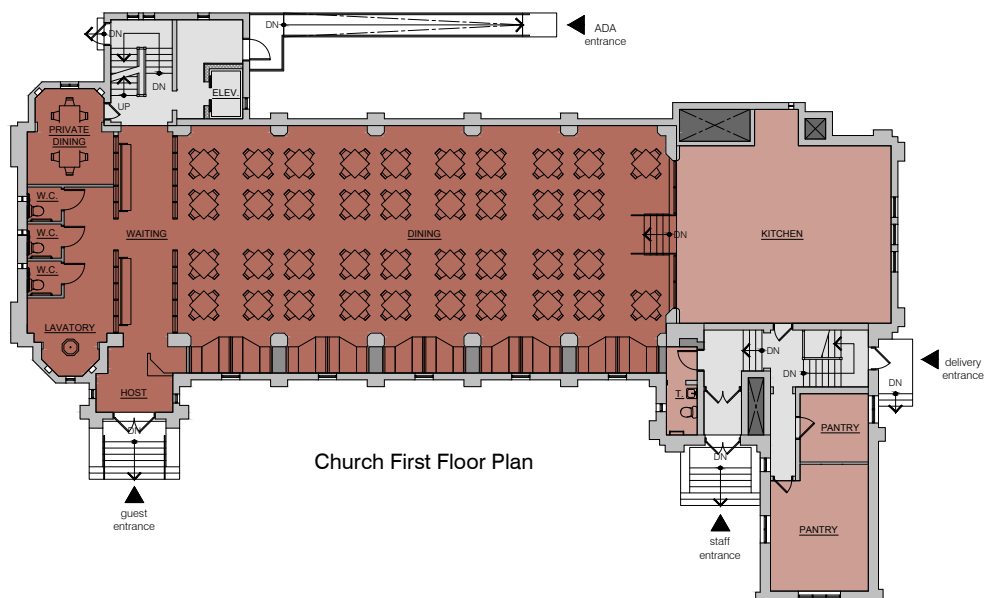 DN
DN
ADA
entrance
DN
UP
ELEV.
PRIVATE
DINING
W.C.
W.C.
WAITING
DINING
DN
KITCHEN
W.C.
LAVATORY
DN
DN
delivery
entrance
DN
HOST
T.
PANTRY
DN
DN
Church First Floor Plan
guest
entrance
PANTRY
staff
entrance